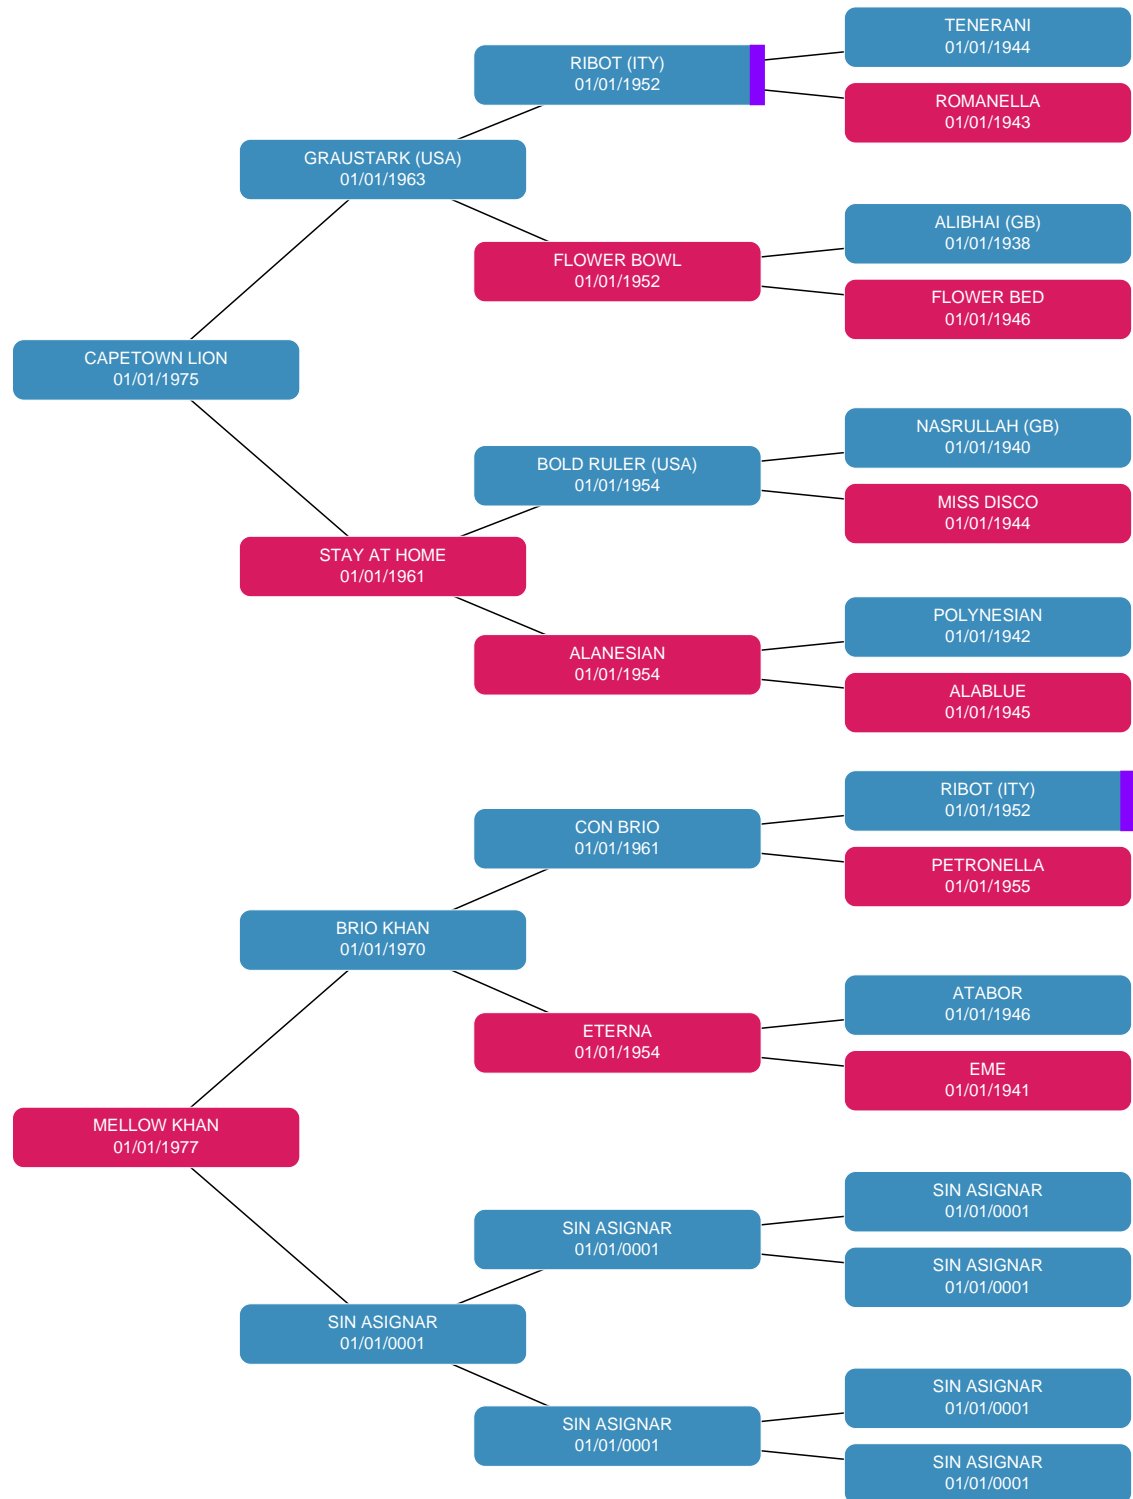 TENERANI
01/01/1944
RIBOT (ITY)
01/01/1952
ROMANELLA
01/01/1943
GRAUSTARK (USA)
01/01/1963
ALIBHAI (GB)
01/01/1938
FLOWER BOWL
01/01/1952
FLOWER BED
01/01/1946
CAPETOWN LION
01/01/1975
NASRULLAH (GB)
01/01/1940
BOLD RULER (USA)
01/01/1954
MISS DISCO
01/01/1944
STAY AT HOME
01/01/1961
POLYNESIAN
01/01/1942
ALANESIAN
01/01/1954
ALABLUE
01/01/1945
RIBOT (ITY)
01/01/1952
CON BRIO
01/01/1961
PETRONELLA
01/01/1955
BRIO KHAN
01/01/1970
ATABOR
01/01/1946
ETERNA
01/01/1954
EME
01/01/1941
MELLOW KHAN
01/01/1977
SIN ASIGNAR
01/01/0001
SIN ASIGNAR
01/01/0001
SIN ASIGNAR
01/01/0001
SIN ASIGNAR
01/01/0001
SIN ASIGNAR
01/01/0001
SIN ASIGNAR
01/01/0001
SIN ASIGNAR
01/01/0001